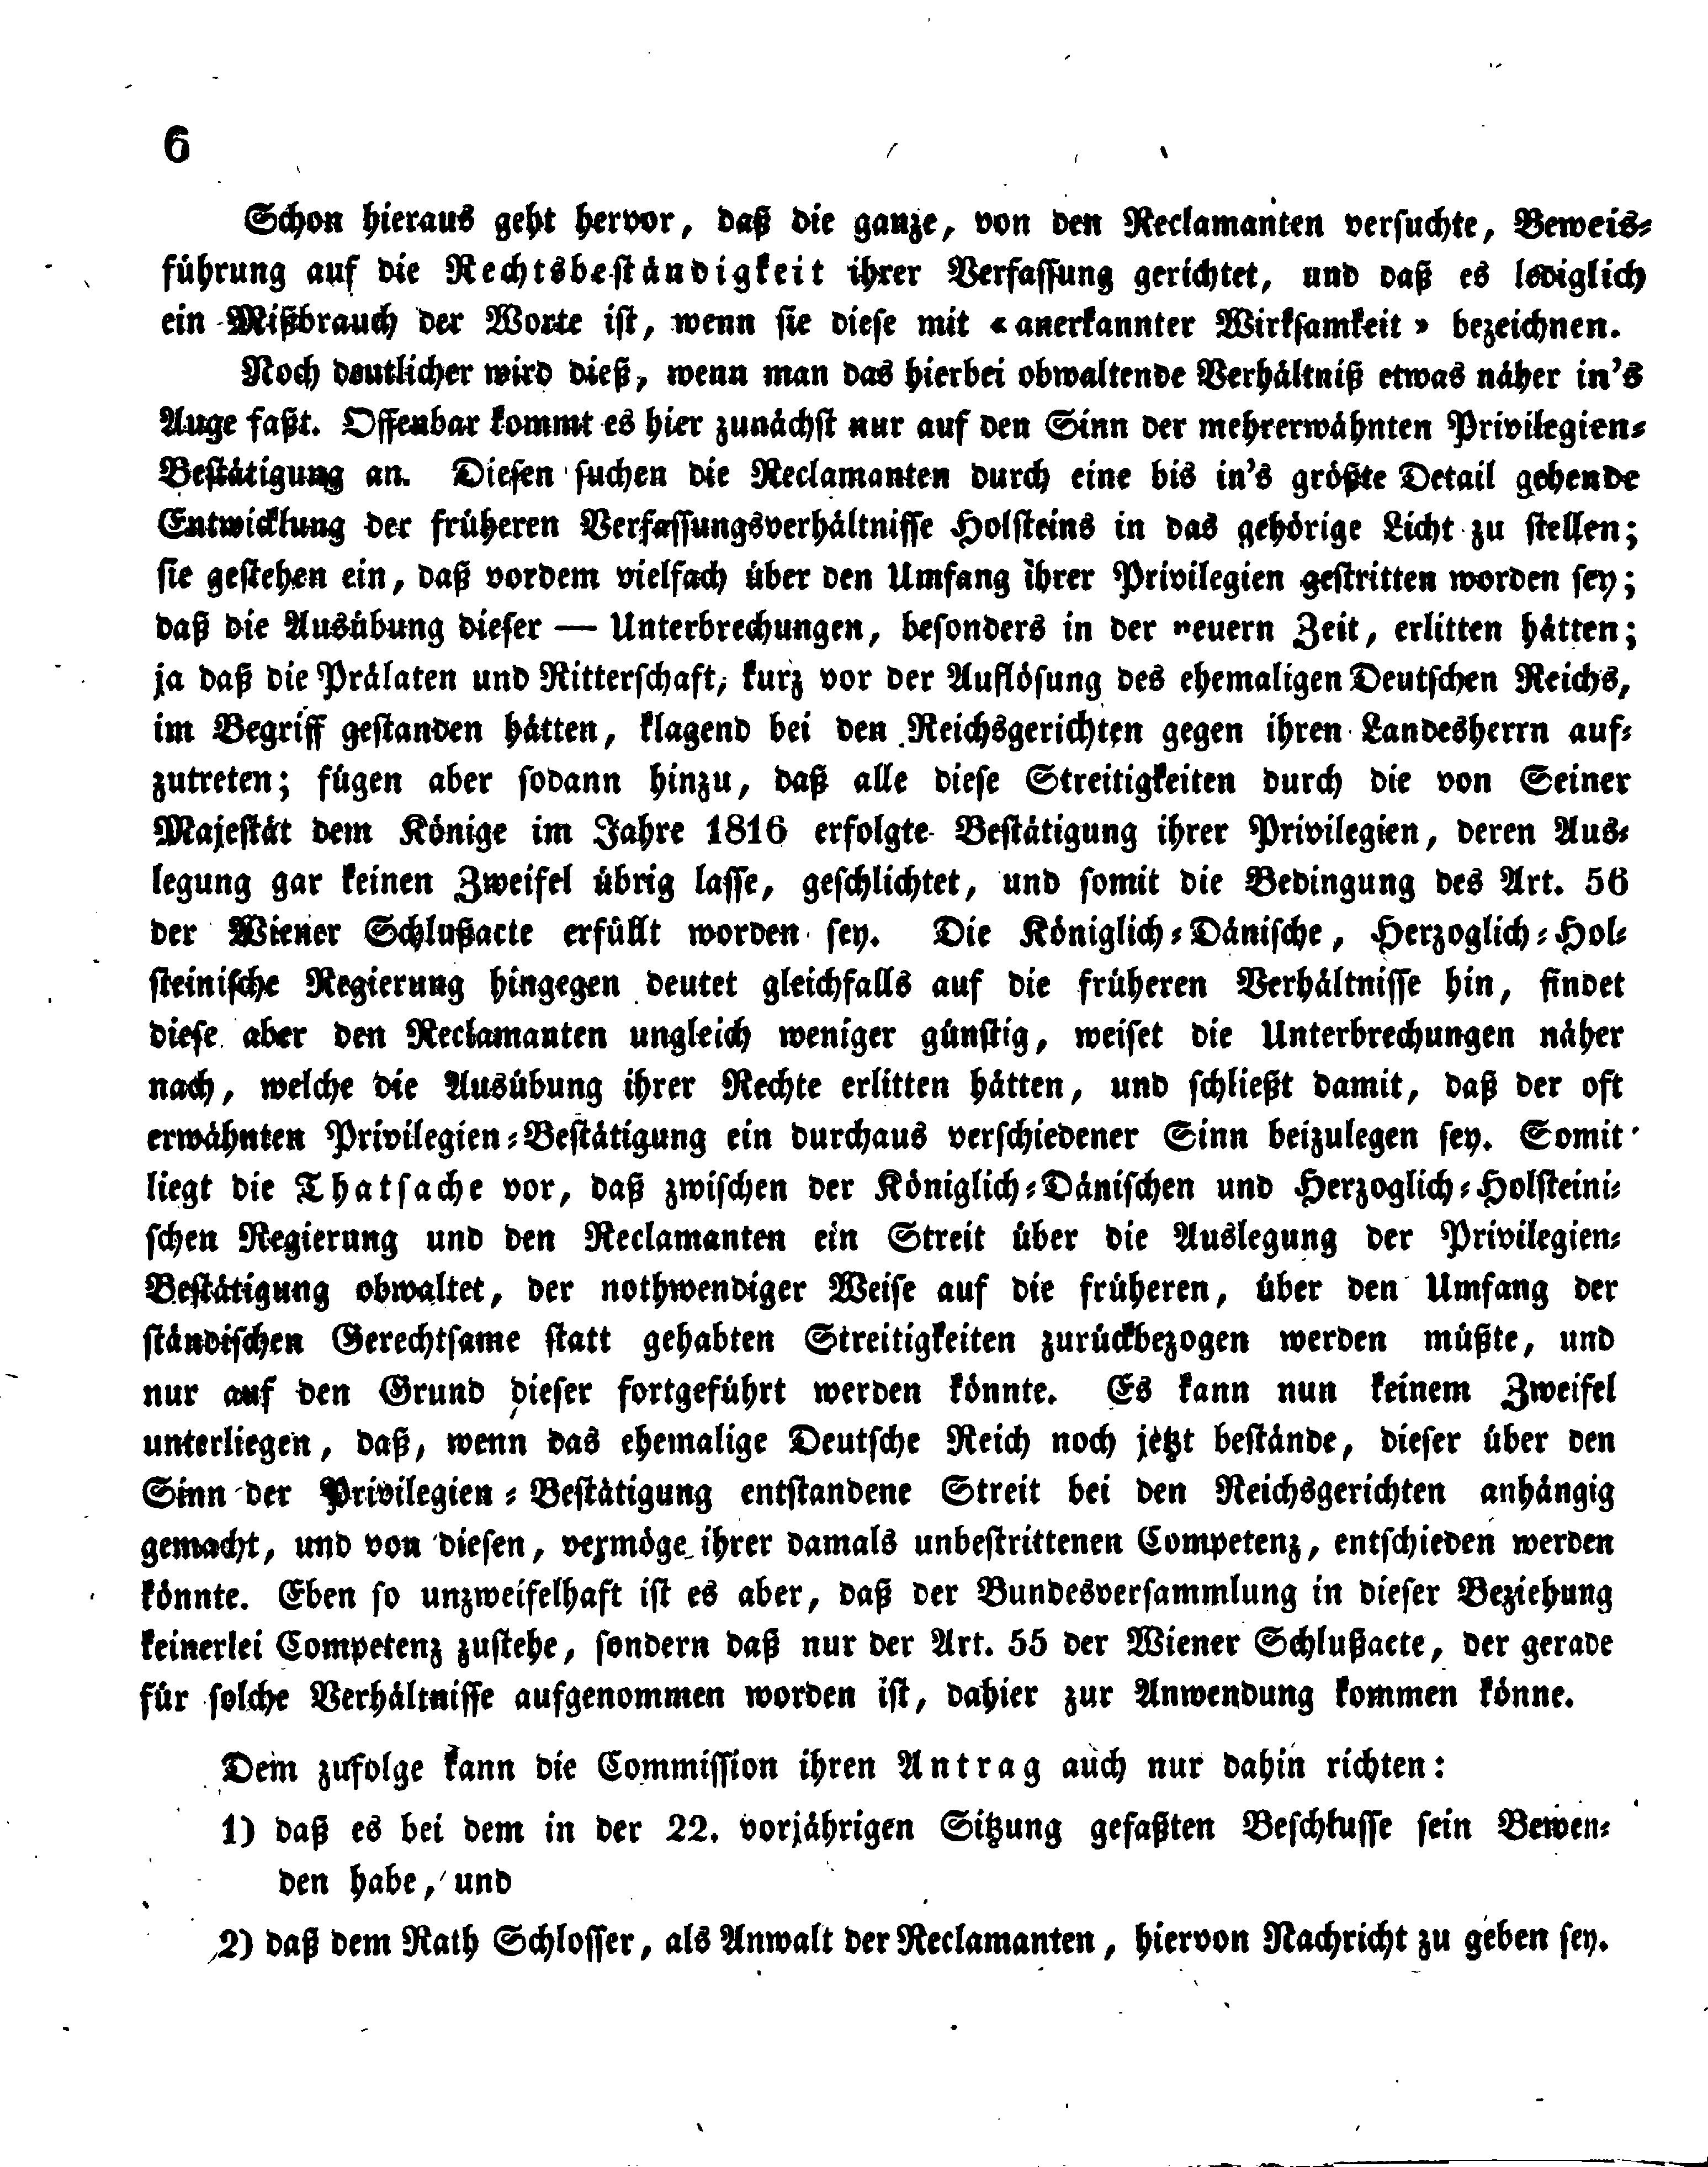 6
Schon hieraus geht hervor, daß die ganze, von den Reclamanten versuchte, Beweis-
führung auf die Rechtsbeständigkeit ihrer Verfassung gerichtet, und daß es lediglich
ein Mißbrauch der Worte ist, wenn sie diese mit « anerkannter Wirksamkeit » bezeichnen.
Noch deutlicher wird dieß, wenn man das hierbei obwaltende Verhältniß etwas näher in's
Auge faßt. Offenbar kommt es hier zunächst nur auf den Sinn der mehrerwähnten Privilegien-
Bestätigung an. Diesen suchen die Reclamanten durch eine bis in's größte Detail gehende
Entwicklung der früheren Verfassungsverhältnisse Holsteins in das gehörige Licht zu stellen;
sie gestehen ein, daß vordem vielfach über den Umfang ihrer Privilegien gestritten worden sey;
daß die Ausübung dieser — Unterbrechungen, besonders in der neuern Zeit, erlitten hätten;
ja daß die Prälaten und Ritterschaft, kurz vor der Auflösung des ehemaligen Deutschen Reichs,
im Begriff gestanden hätten, klagend bei den Reichsgerichten gegen ihren Landesherrn auf-
zutreten; fügen aber sodann hinzu, daß alle diese Streitigkeiten durch die von Seiner
Majestät dem Könige im Jahre 1816 erfolgte Bestätigung ihrer Privilegien, deren Aus-
legung gar keinen Zweifel übrig lasse, geschlichtet, und somit die Bedingung des Art. 56
der Wiener Schlußacte erfüllt worden sey. Die Königlich-Dänische, Herzoglich-Hol-
steinische Regierung hingegen deutet gleichfalls auf die früheren Verhältnisse hin, findet
diese aber den Reclamanten ungleich weniger günstig, weiset die Unterbrechungen näher
nach, welche die Ausübung ihrer Rechte erlitten hätten, und schließt damit, daß der oft
erwähnten Privilegien-Bestätigung ein durchaus verschiedener Sinn beizulegen sey. Somit
liegt die Thatsache vor, daß zwischen der Königlich-Dänischen und Herzoglich-Holsteini-
schen Regierung und den Reclamanten ein Streit über die Auslegung der Privilegien-
Bestätigung obwaltet, der nothwendiger Weise auf die früheren, über den Umfang der
ständischen Gerechtsame statt gehabten Streitigkeiten zurückbezogen werden müßte, und
nur auf den Grund dieser fortgeführt werden könnte. Es kann nun keinem Zweifel
unterliegen, daß, wenn das ehemalige Deutsche Reich noch jetzt bestände, dieser über den
Sinn der Privilegien-Bestätigung entstandene Streit bei den Reichsgerichten anhängig
gemacht, und von diesen, vermöge ihrer damals unbestrittenen Competenz, entschieden werden
könnte. Eben so unzweifelhaft ist es aber, daß der Bundesversammlung in dieser Beziehung
keinerlei Competenz zustehe, sondern daß nur der Art. 55 der Wiener Schlußacte, der gerade
für solche Verhältnisse aufgenommen worden ist, dahier zur Anwendung kommen könne.
Dem zufolge kann die Commission ihren Antrag auch nur dahin richten:
1) daß es bei dem in der 22. vorjährigen Sitzung gefaßten Beschlusse sein Bewen-
den habe, und
2) daß dem Rath Schlosser, als Anwalt der Reclamanten, hiervon Nachricht zu geben sey.